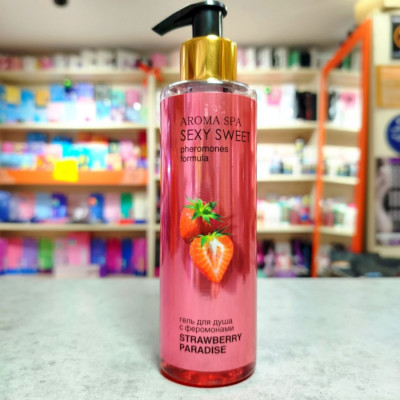 AROMA SPA
SEXY SWEET
pheromones
formula
гель для душа
с феромонами
STRAWBERRY
PARADISE